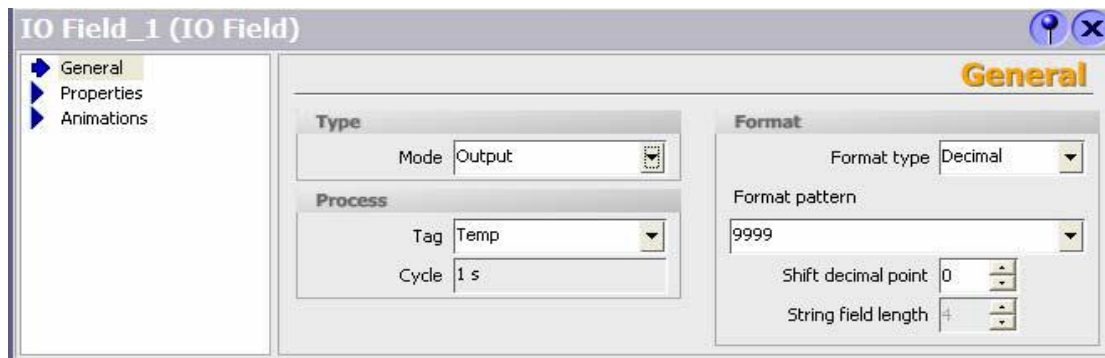 IO Field_1 (IO Field)
General
Properties
Animations
General
Type
Mode Output
Process
Tag Temp
Cycle 1 s
Format
Format type Decimal
Format pattern
9999
Shift decimal point 0
String field length 4